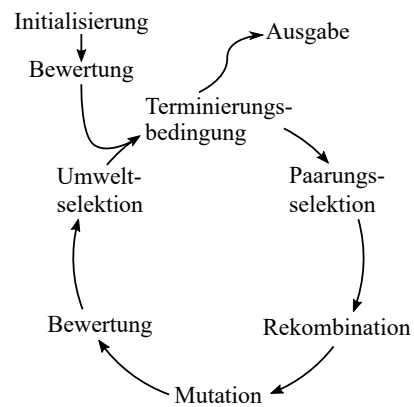 Initialisierung
Ausgabe
Bewertung
Terminierungs-
bedingung
Umwelt-
selektion
Paarungs-
selektion
Bewertung
Rekombination
Mutation